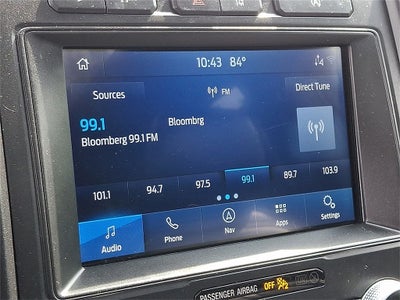 10:43 84°
Sources
FM
Direct Tune
99.1
Bloombrg
Bloomberg 99.1 FM
101.1 94.7 97.5 99.1 89.7 103.9
Audio Phone Nav Apps Settings
PASSENGER AIRBAG OFF